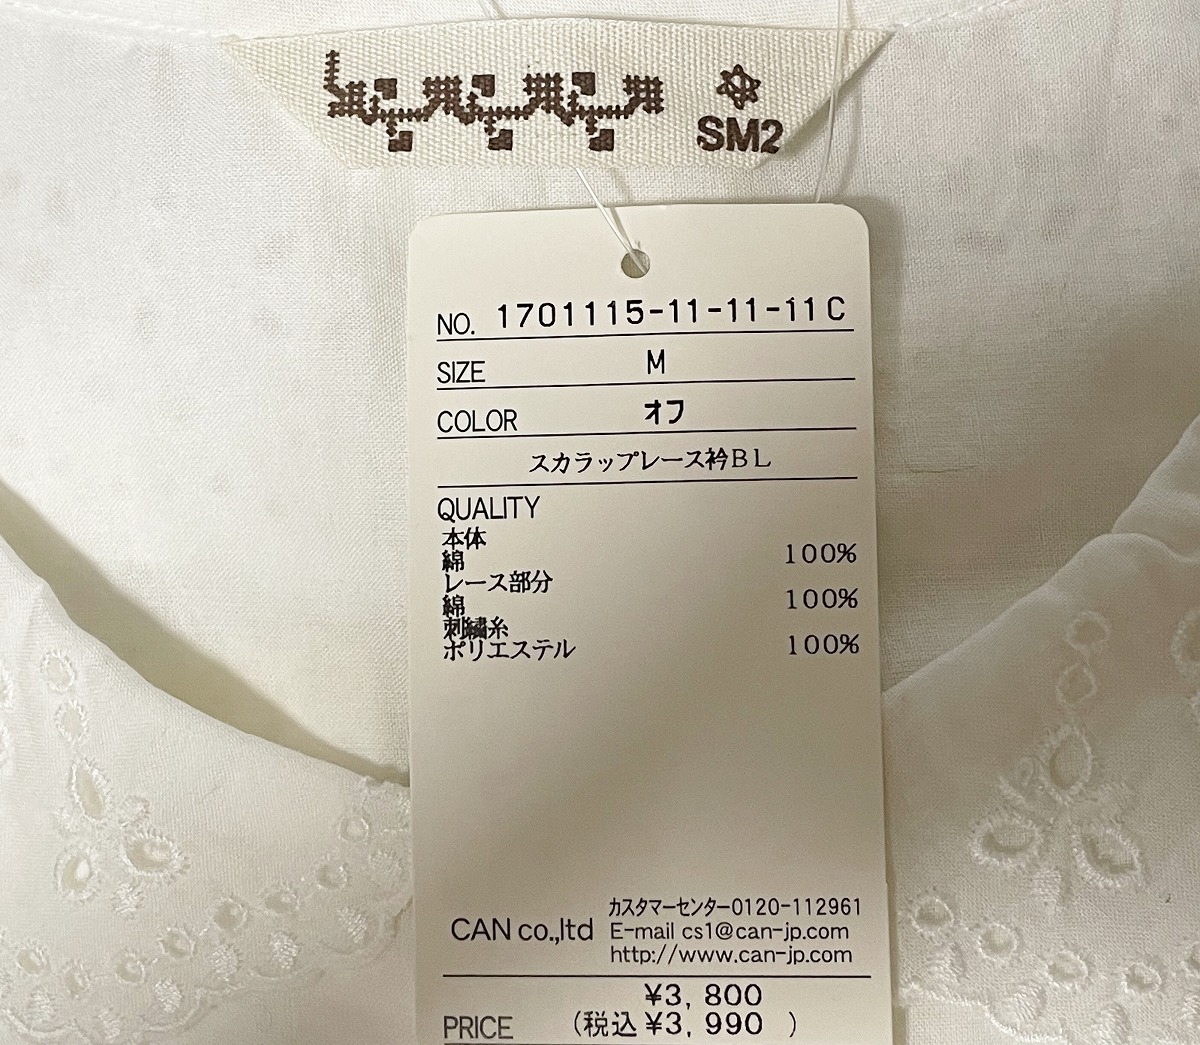 SM2
NO. 1701115-11-11-11C
SIZE M
COLOR オフ
スカラップレース衿BL
QUALITY
本体
綿 100%
レース部分
綿 100%
刺繍糸
ポリエステル 100%
CAN co.,ltd
カスタマーセンター0120-112961
E-mail cs1@can-jp.com
http://www.can-jp.com
¥3,800
PRICE (税込 ¥3,990 )